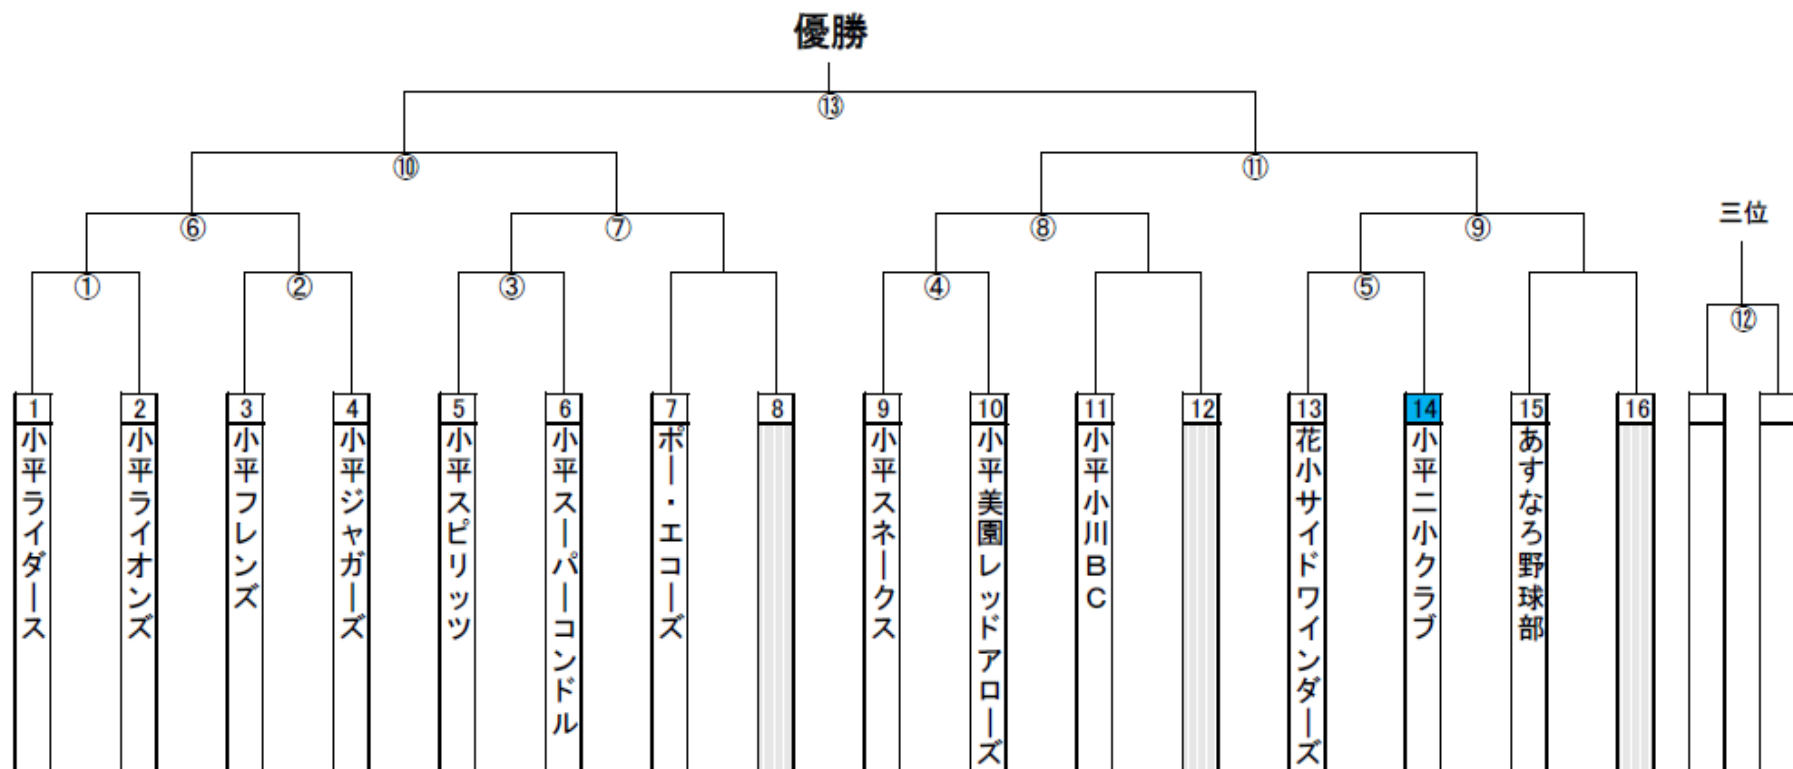 優勝
⑬
⑩
⑪
三位
⑥
⑦
⑧
⑨
①
②
③
④
⑤
⑫
1
2
3
4
5
6
7
8
9
10
11
12
13
14
15
16
小平ライダース
小平ライオンズ
小平フレンズ
小平ジャガーズ
小平スピリッツ
小平スーパーコンドル
ポー・エコーズ
小平スネークス
小平美園レッドアローズ
小平小川BC
花小サイドワインダーズ
小平二小クラブ
あすなろ野球部